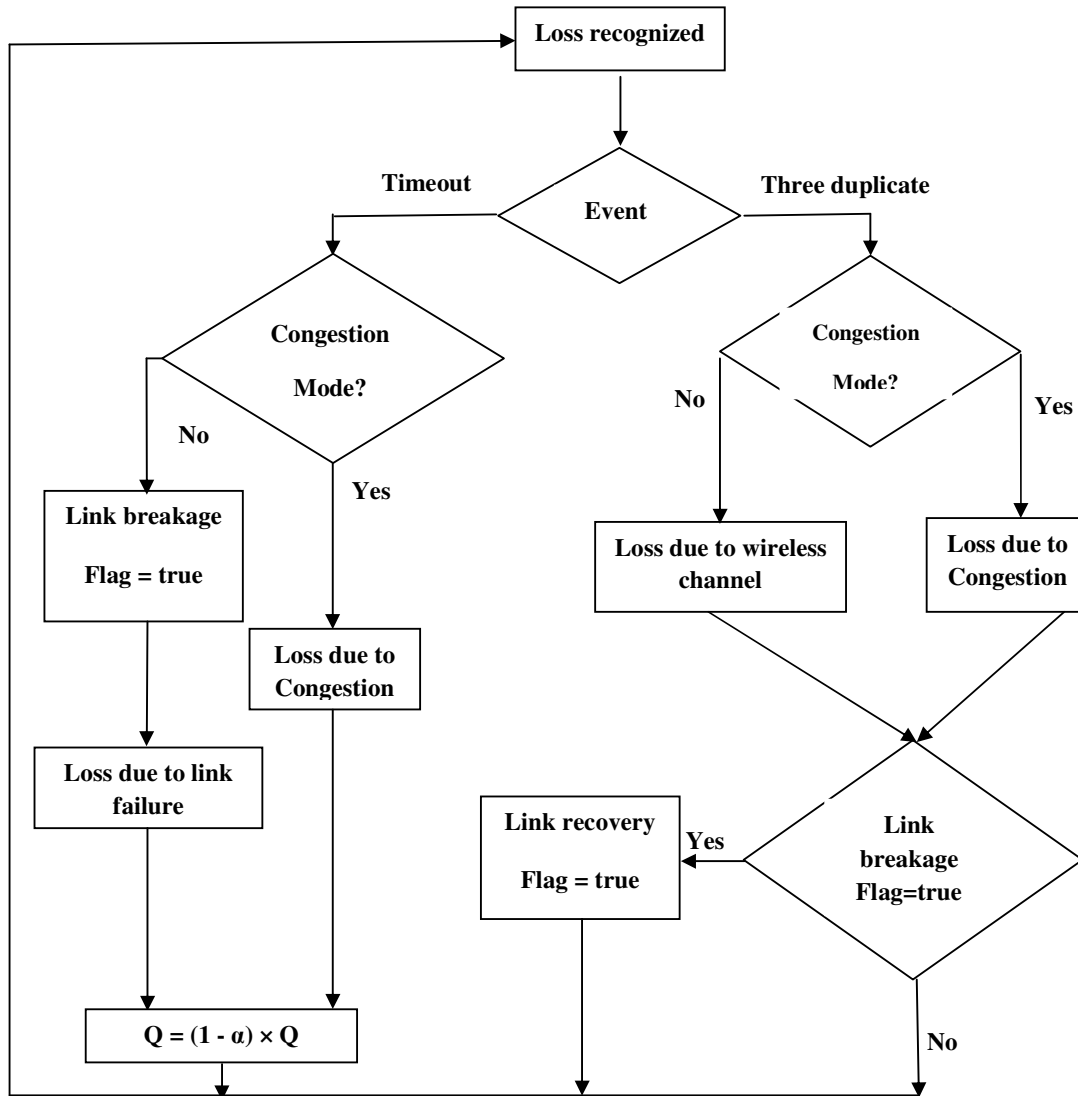 Loss recognized
Timeout
Three duplicate
Event
Congestion
Mode?
Congestion
Mode?
No
Yes
No
Yes
Link breakage
Flag = true
Loss due to wireless
channel
Loss due to
Congestion
Loss due to
Congestion
Loss due to link
failure
Link recovery
Flag = true
Yes
Link
breakage
Flag=true
Q = (1 - α) × Q
No